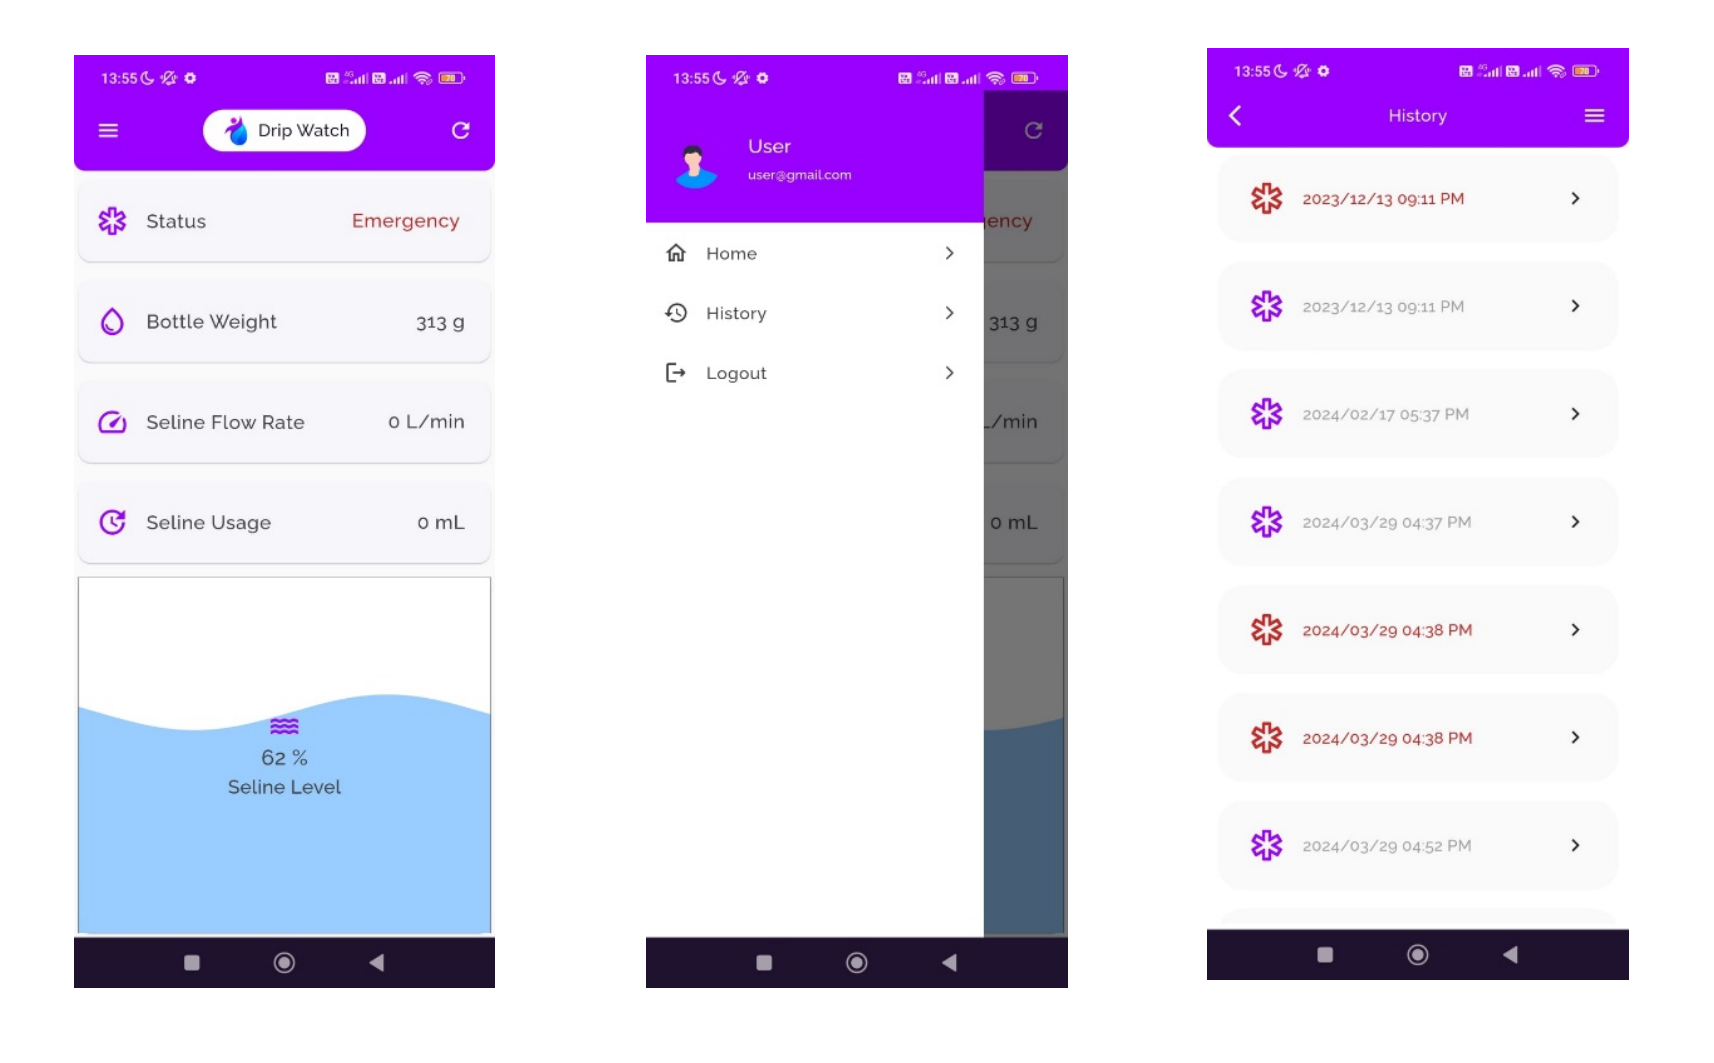 13:55
Drip Watch
Status Emergency
Bottle Weight 313 g
Seline Flow Rate 0 L/min
Seline Usage 0 mL
62 %
Seline Level
13:55
User
user@gmail.com
ency
Home
History
313 g
Logout
L/min
0 mL
13:55
History
2023/12/13 09:11 PM
2023/12/13 09:11 PM
2024/02/17 05:37 PM
2024/03/29 04:37 PM
2024/03/29 04:38 PM
2024/03/29 04:38 PM
2024/03/29 04:52 PM